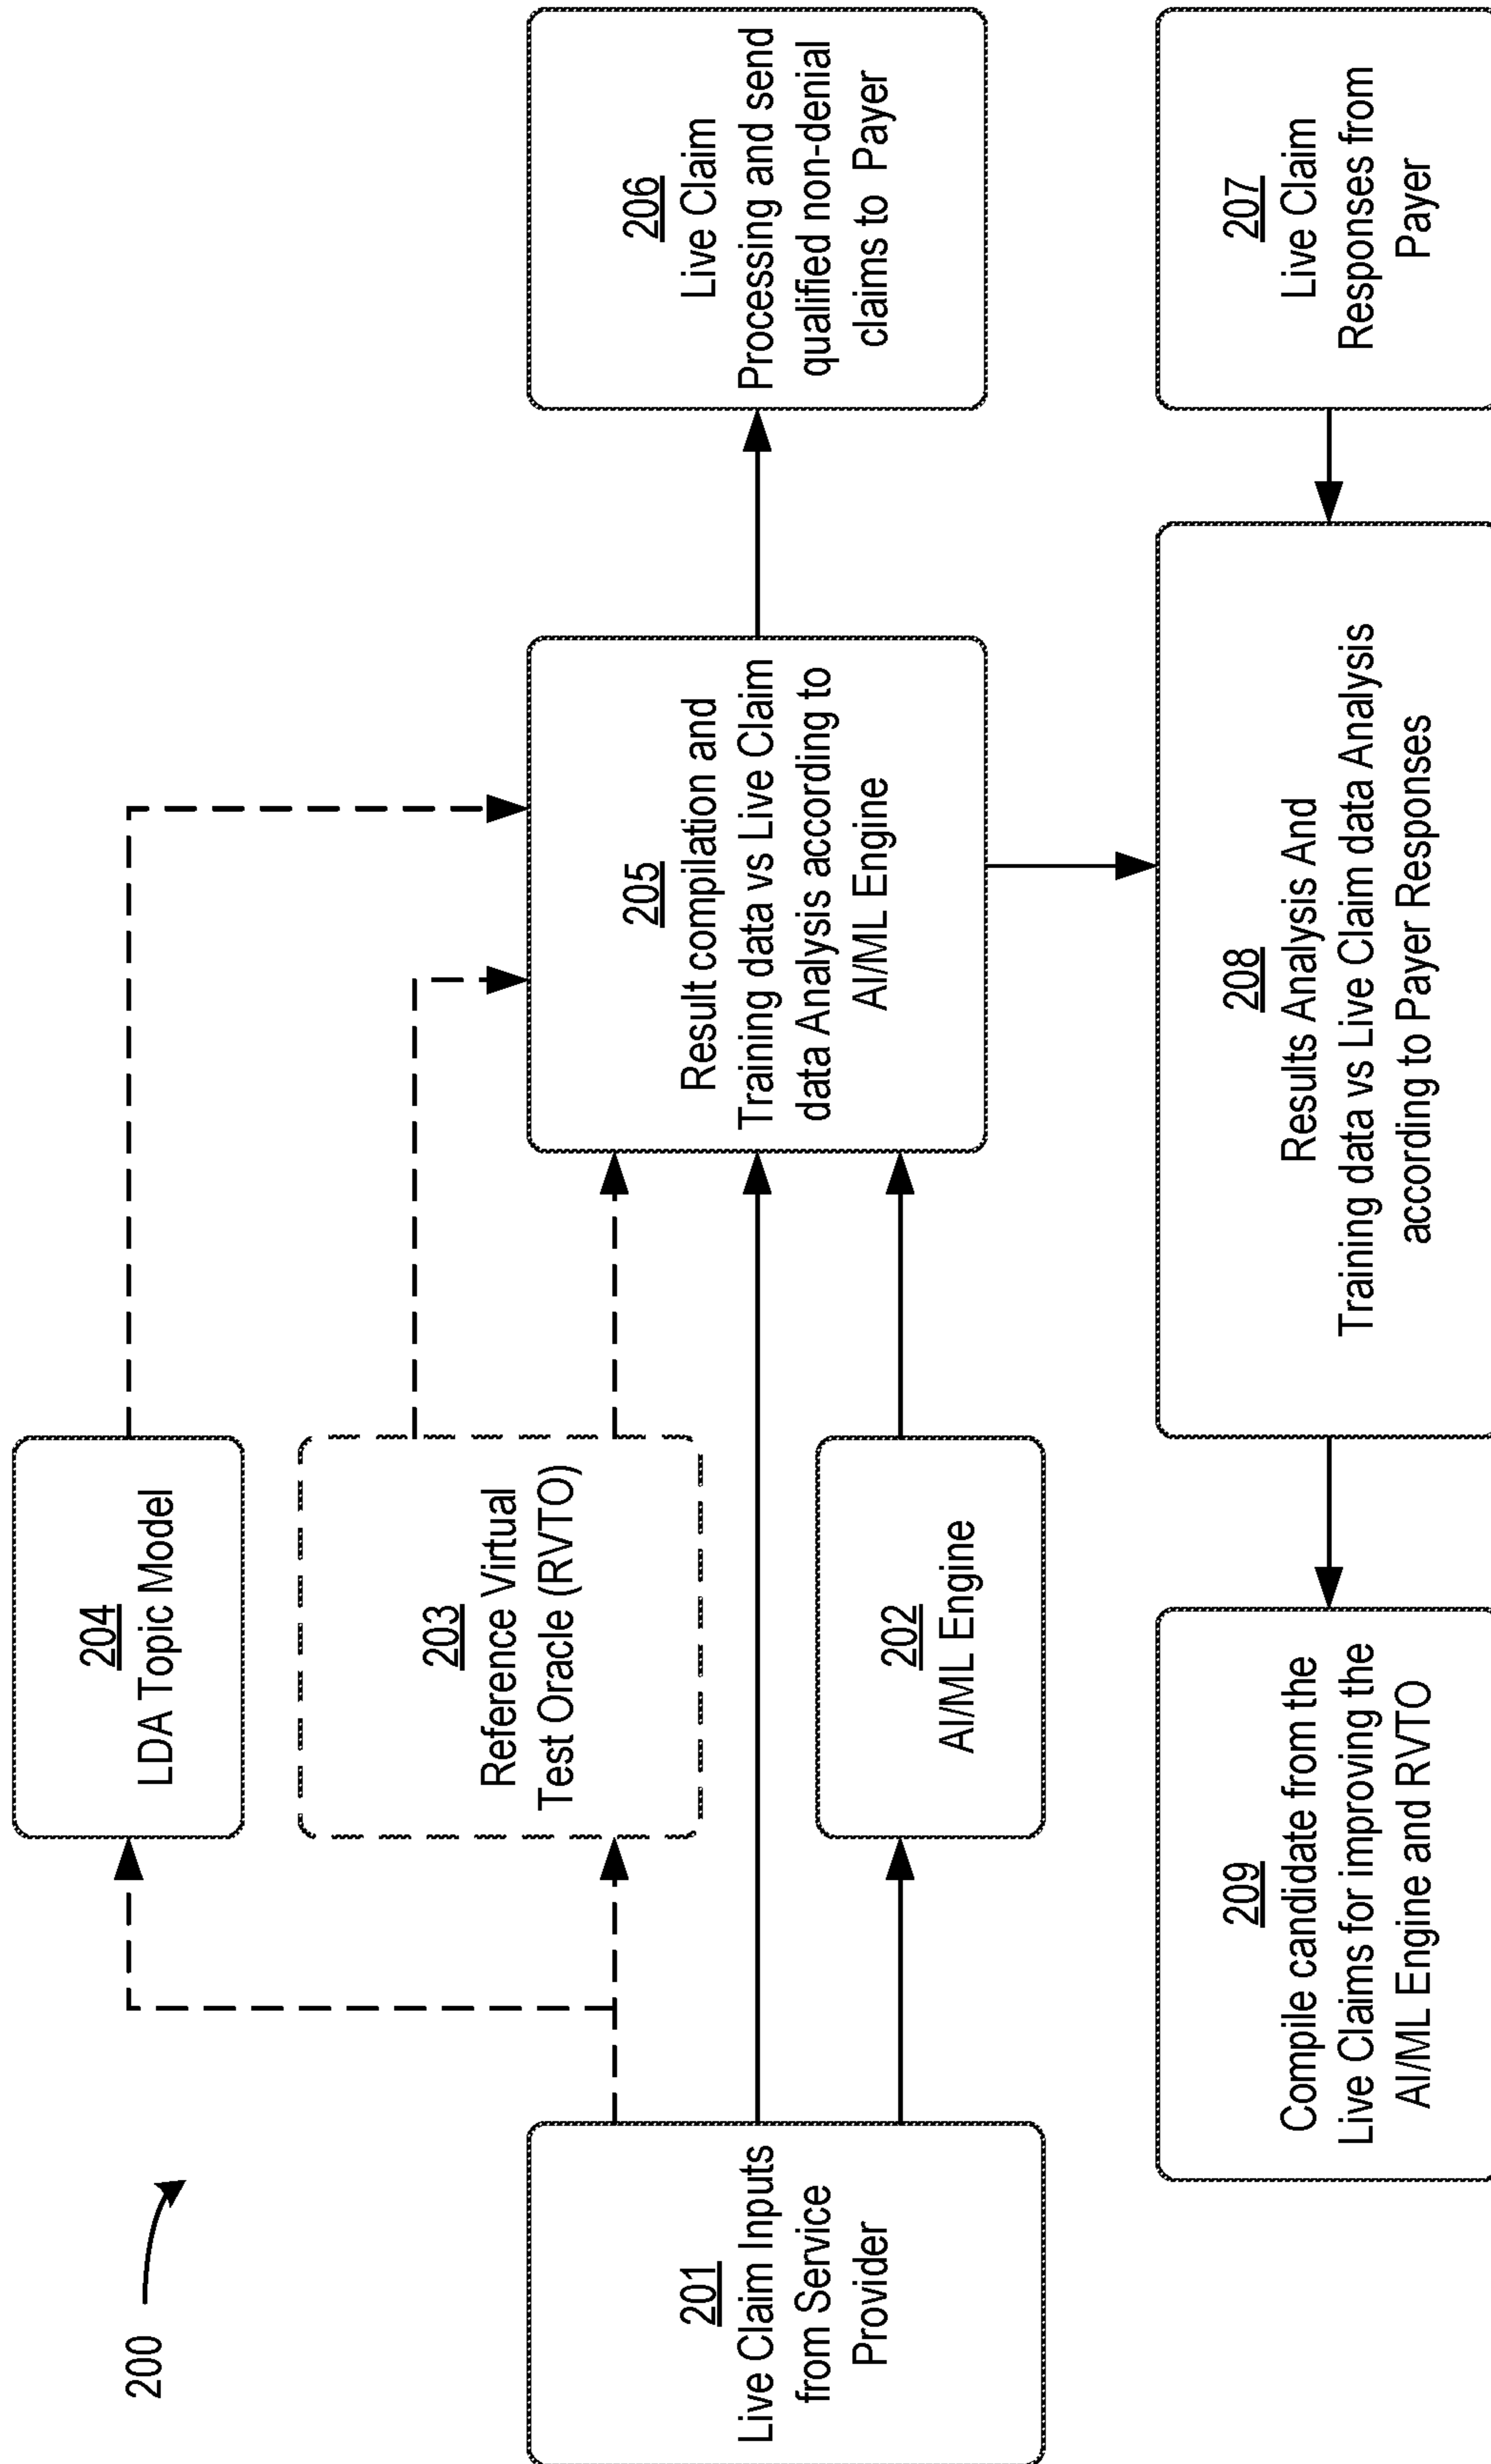 200
201
Live Claim Inputs
from Service
Provider
204
LDA Topic Model
203
Reference Virtual
Test Oracle (RVTO)
202
AI/ML Engine
205
Result compilation and
Training data vs Live Claim
data Analysis according to
AI/ML Engine
206
Live Claim
Processing and send
qualified non-denial
claims to Payer
209
Compile candidate from the
Live Claims for improving the
AI/ML Engine and RVTO
208
Results Analysis And
Training data vs Live Claim data Analysis
according to Payer Responses
207
Live Claim
Responses from
Payer